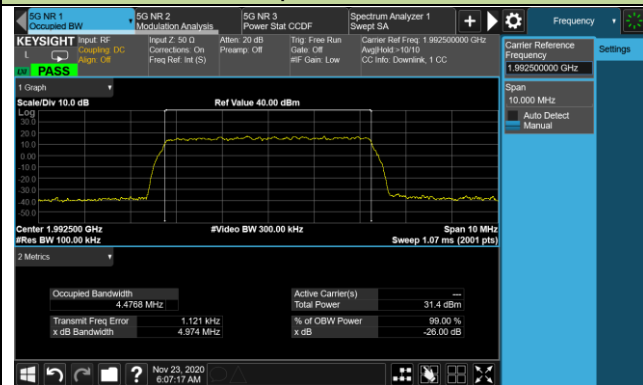 5G NR 1
Occupied BW
5G NR 2
Modulation Analysis
5G NR 3
Power Stat CCDF
Spectrum Analyzer 1
Swept SA
Frequency
KEYSIGHT
L
PASS
Input: RF
Coupling: DC
Align: Off
Input Z: 50 Ω
Corrections: On
Freq Ref: Int (S)
Atten: 20 dB
Preamp: Off
Trig: Free Run
Gate: Off
#IF Gain: Low
Carrier Ref Freq: 1.992500000 GHz
Avg|Hold:>10/10
CC Info: Downlink, 1 CC
Carrier Reference
Frequency
1.992500000 GHz
Settings
Span
10.000 MHz
Auto Detect
Manual
1 Graph
Scale/Div 10.0 dB
Ref Value 40.00 dBm
Log
30.0
20.0
10.0
0.00
-10.0
-20.0
-30.0
-40.0
-50.0
Center 1.992500 GHz
#Res BW 100.00 kHz
#Video BW 300.00 kHz
Span 10 MHz
Sweep 1.07 ms (2001 pts)
2 Metrics
Occupied Bandwidth
4.4768 MHz
Transmit Freq Error 1.121 kHz
x dB Bandwidth 4.974 MHz
Active Carrier(s) ---
Total Power 31.4 dBm
% of OBW Power 99.00 %
x dB -26.00 dB
?
Nov 23, 2020
6:07:17 AM